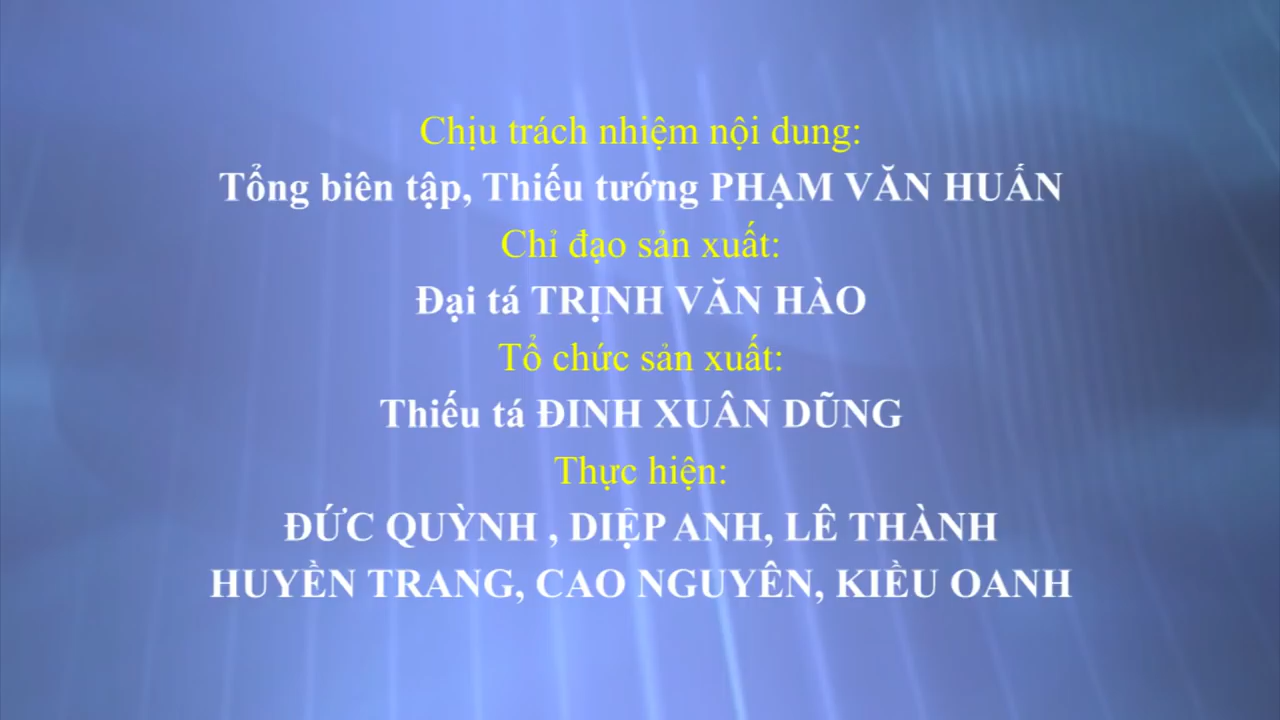 Chịu trách nhiệm nội dung:
Tổng biên tập, Thiếu tướng PHẠM VĂN HUẤN
Chỉ đạo sản xuất:
Đại tá TRỊNH VĂN HÀO
Tổ chức sản xuất:
Thiếu tá ĐINH XUÂN DŨNG
Thực hiện:
ĐỨC QUỲNH , DIỆP ANH, LÊ THÀNH
HUYỀN TRANG, CAO NGUYÊN, KIỀU OANH